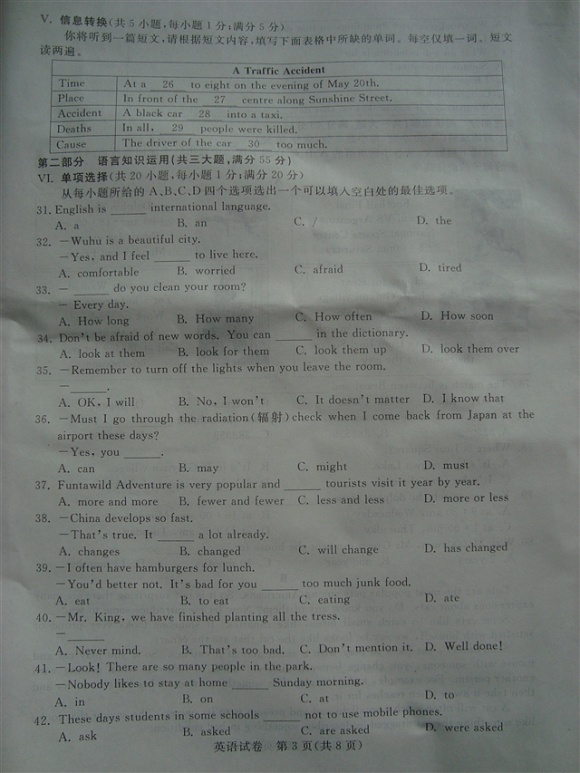 V. 信息转换(共5小题,每小题1分;满分5分)
你将听到一篇短文,请根据短文内容,填写下面表格中所缺的单词。每空仅填一词。短文
读两遍。
A Traffic Accident
Time At a 26 to eight on the evening of May 20th.
Place In front of the 27 centre along Sunshine Street.
Accident A black car 28 into a taxi.
Deaths In all, 29 people were killed.
Cause The driver of the car 30 too much.
第二部分 语言知识运用(共三大题,满分55分)
VI. 单项选择(共20小题,每小题1分;满分20分)
从每小题所给的A、B、C、D四个选项选出一个可以填入空白处的最佳选项。
31. English is ______ international language.
A. a B. an C. / D. the
32. —Wuhu is a beautiful city.
—Yes, and I feel ______ to live here.
A. comfortable B. worried C. afraid D. tired
33. — ______ do you clean your room?
— Every day.
A. How long B. How many C. How often D. How soon
34. Don't be afraid of new words. You can ______ in the dictionary.
A. look at them B. look for them C. look them up D. look them over
35. —Remember to turn off the lights when you leave the room.
—______.
A. OK, I will B. No, I won't C. It doesn't matter D. I know that
36. —Must I go through the radiation(辐射)check when I come back from Japan at the
airport these days?
—Yes, you ______.
A. can B. may C. might D. must
37. Funtawild Adventure is very popular and ______ tourists visit it year by year.
A. more and more B. fewer and fewer C. less and less D. more or less
38. —China develops so fast.
—That's true. It ______ a lot already.
A. changes B. changed C. will change D. has changed
39. —I often have hamburgers for lunch.
—You'd better not. It's bad for you ______ too much junk food.
A. eat B. to eat C. eating D. ate
40. —Mr. King, we have finished planting all the tress.
—______
A. Never mind. B. That's too bad. C. Don't mention it. D. Well done!
41. —Look! There are so many people in the park.
—Nobody likes to stay at home ______ Sunday morning.
A. in B. on C. at D. to
42. These days students in some schools ______ not to use mobile phones.
A. ask B. asked C. are asked D. were asked
英语试卷 第3页(共8页)